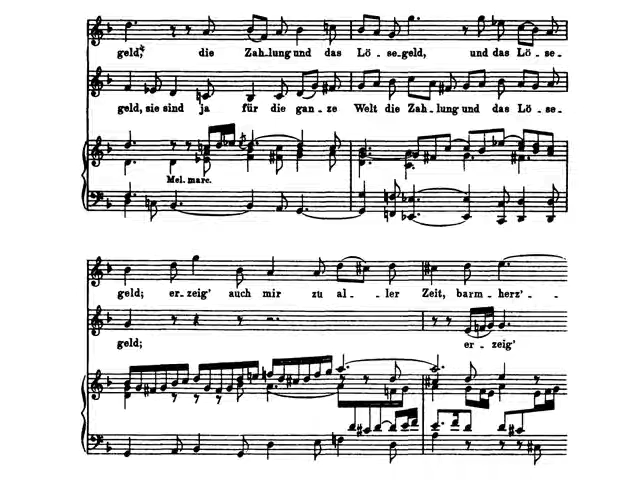 geld,* die Zah-lung und das Lö-se-geld, und das Lö-se-
geld, sie sind ja für die gan-ze Welt die Zah-lung und das Lö-se-
Mel. marc.
geld; er-zeig' auch mir zu al-ler Zeit, barm-herz'-
geld; er-zeig'